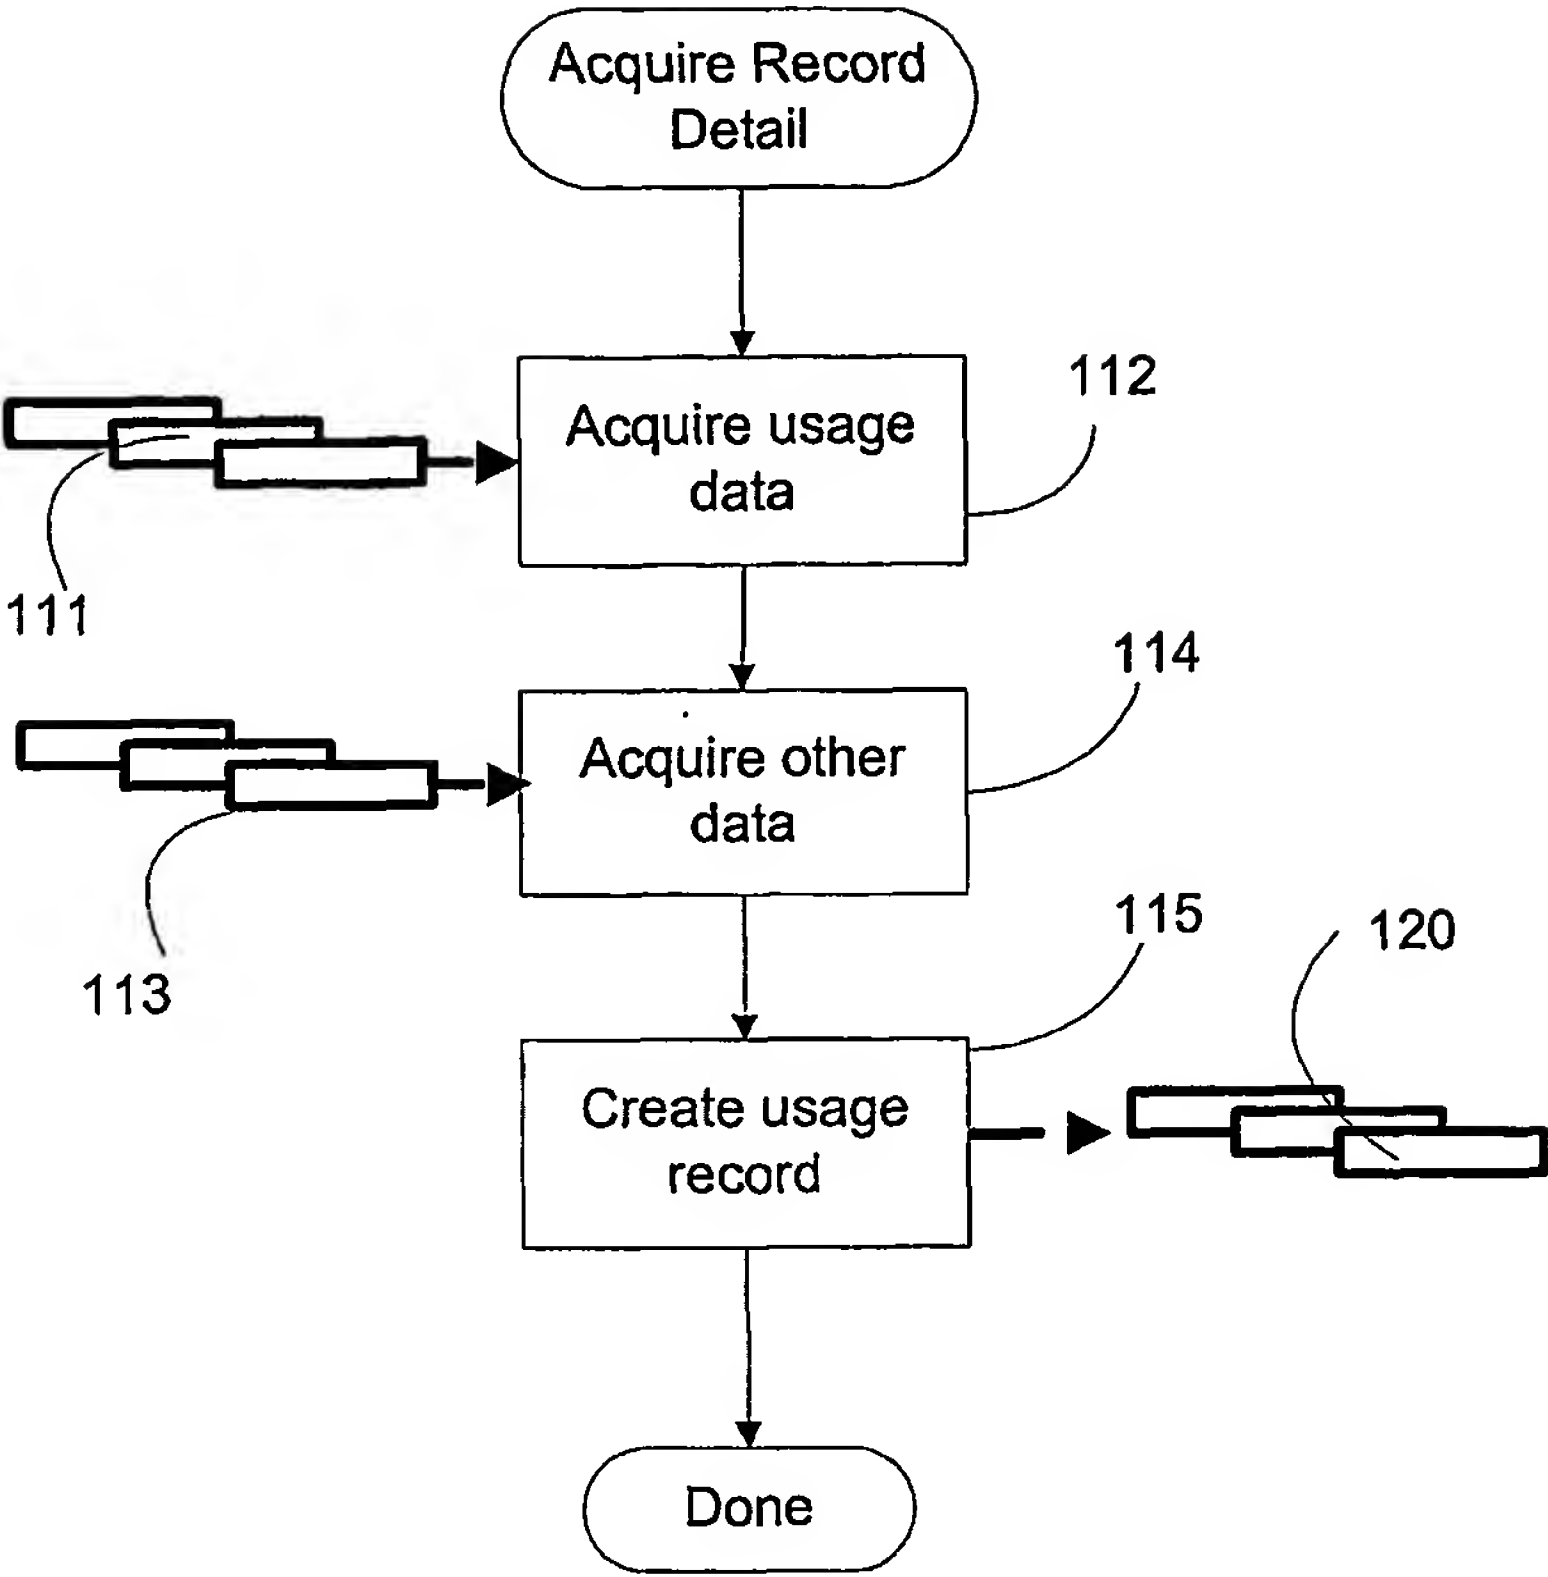 Acquire Record
Detail
112
Acquire usage
data
111
114
Acquire other
data
113
115
120
Create usage
record
Done